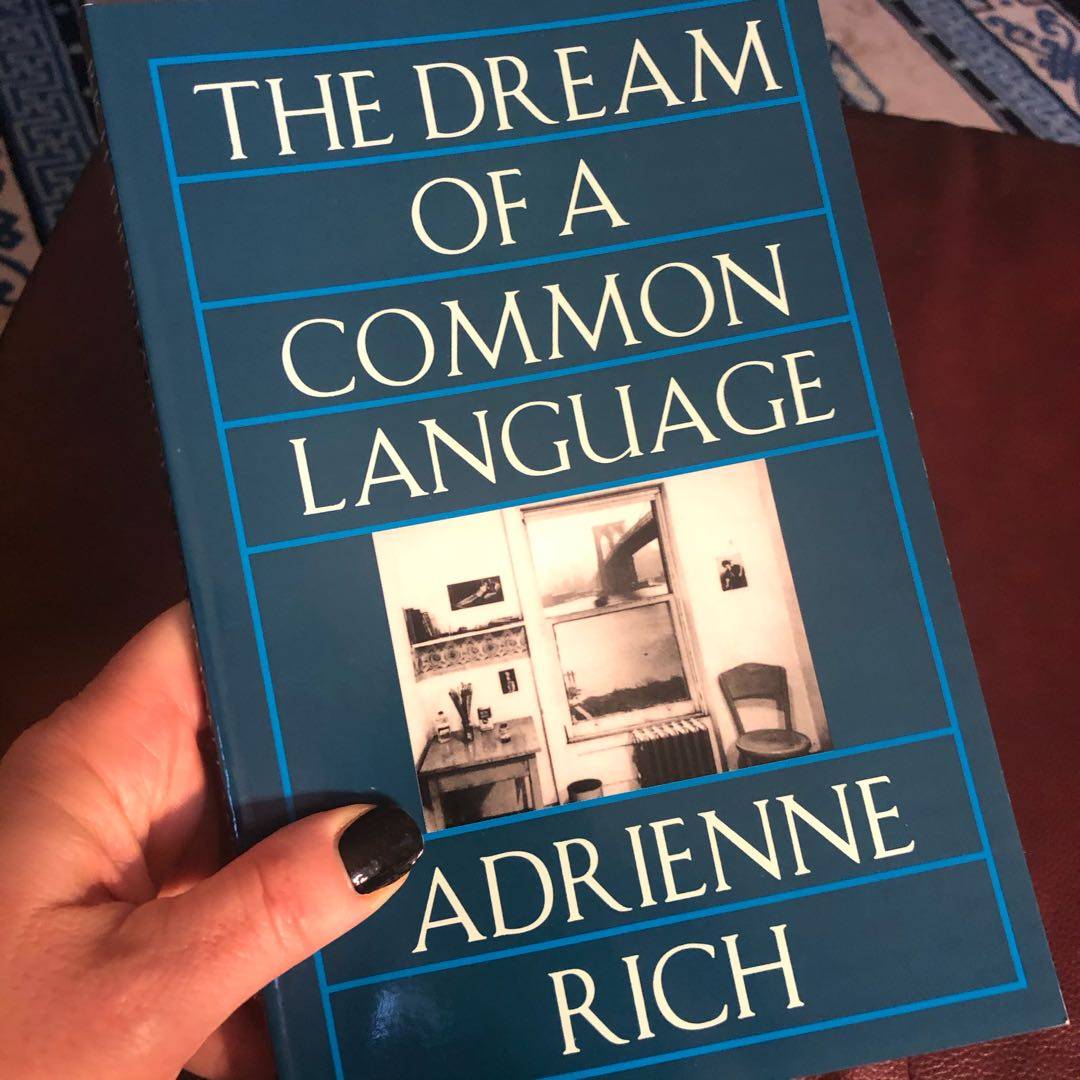 THE DREAM
OF A
COMMON
LANGUAGE
ADRIENNE
RICH